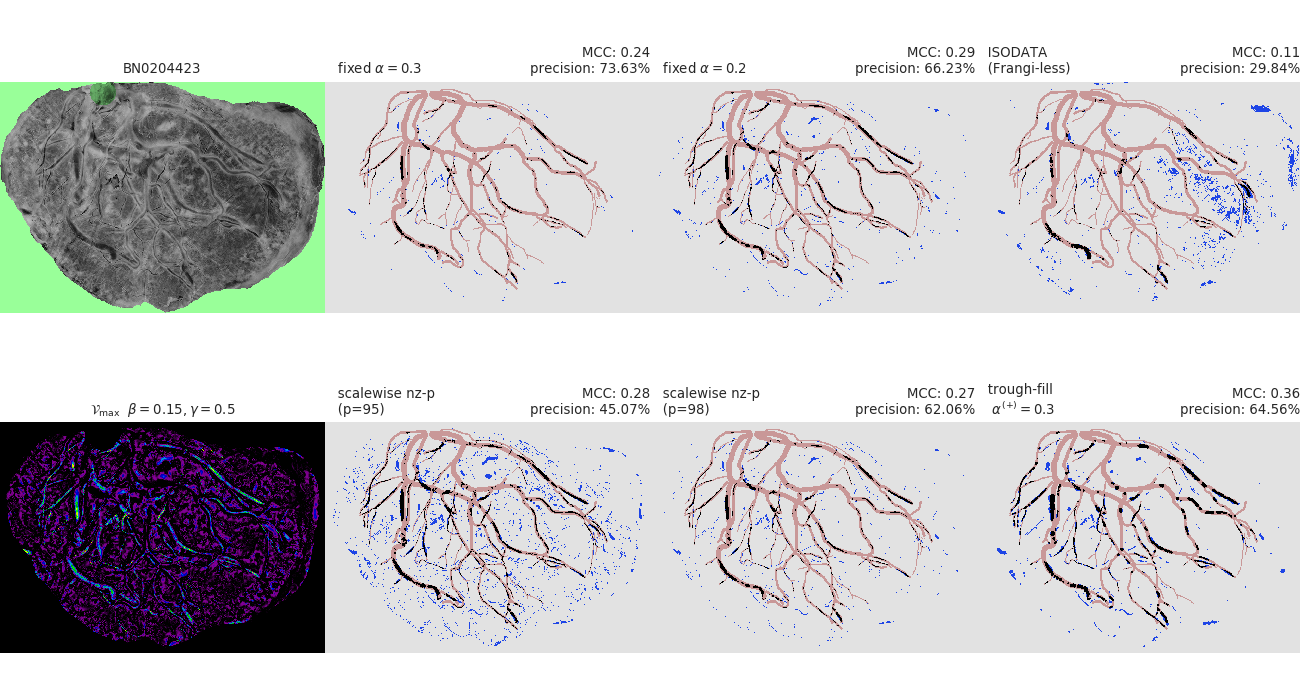 BN0204423
fixed α = 0.3
MCC: 0.24
precision: 73.63%
fixed α = 0.2
MCC: 0.29
precision: 66.23%
ISODATA
(Frangi-less)
MCC: 0.11
precision: 29.84%
𝒱max β = 0.15, γ = 0.5
scalewise nz-p
(p=95)
MCC: 0.28
precision: 45.07%
scalewise nz-p
(p=98)
MCC: 0.27
precision: 62.06%
trough-fill
α(+) = 0.3
MCC: 0.36
precision: 64.56%